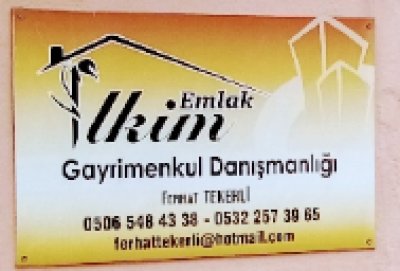 Emlak
İlkim
Gayrimenkul Danışmanlığı
Ferhat TEKERLİ
0506 548 43 38 - 0532 257 39 65
ferhattekerli@hotmail.com